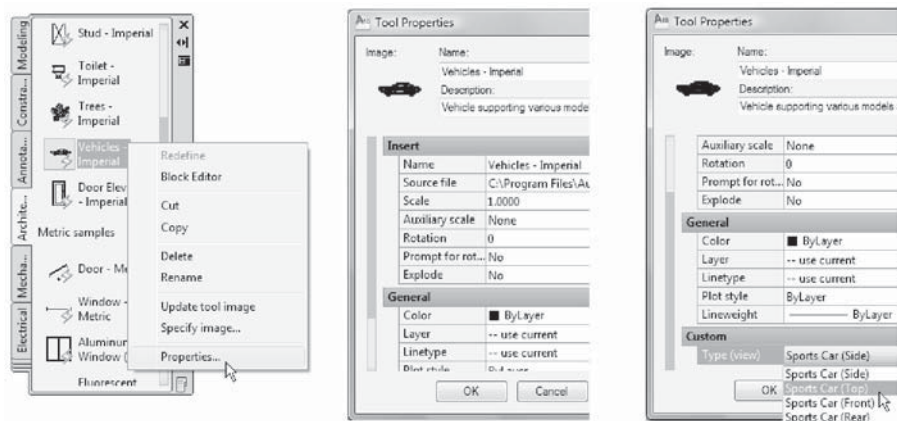 Modeling
Constra...
Annota...
Archite...
Mecha...
Electrical
Stud - Imperial
Toilet -
Imperial
Trees -
Imperial
Vehicles -
Imperial
Door Elev
- Imperial
Metric samples
Door - Me
Window -
Metric
Aluminur
Window (
Fluorescent
Redefine
Block Editor
Cut
Copy
Delete
Rename
Update tool image
Specify image...
Properties...
Tool Properties
Image:
Name:
Vehicles - Imperial
Description:
Vehicle supporting various mode
Insert
Name Vehicles - Imperial
Source file C:\Program Files\Au
Scale 1.0000
Auxiliary scale None
Rotation 0
Prompt for rot... No
Explode No
General
Color ByLayer
Layer -- use current
Linetype -- use current
Plot style ByLayer
OK Cancel
Tool Properties
Image:
Name:
Vehicles - Imperial
Description:
Vehicle supporting various models
Auxiliary scale None
Rotation 0
Prompt for rot... No
Explode No
General
Color ByLayer
Layer -- use current
Linetype -- use current
Plot style ByLayer
Lineweight ByLayer
Custom
Type (view) Sports Car (Side)
Sports Car (Side)
Sports Car (Top)
Sports Car (Front)
Sports Car (Rear)
OK